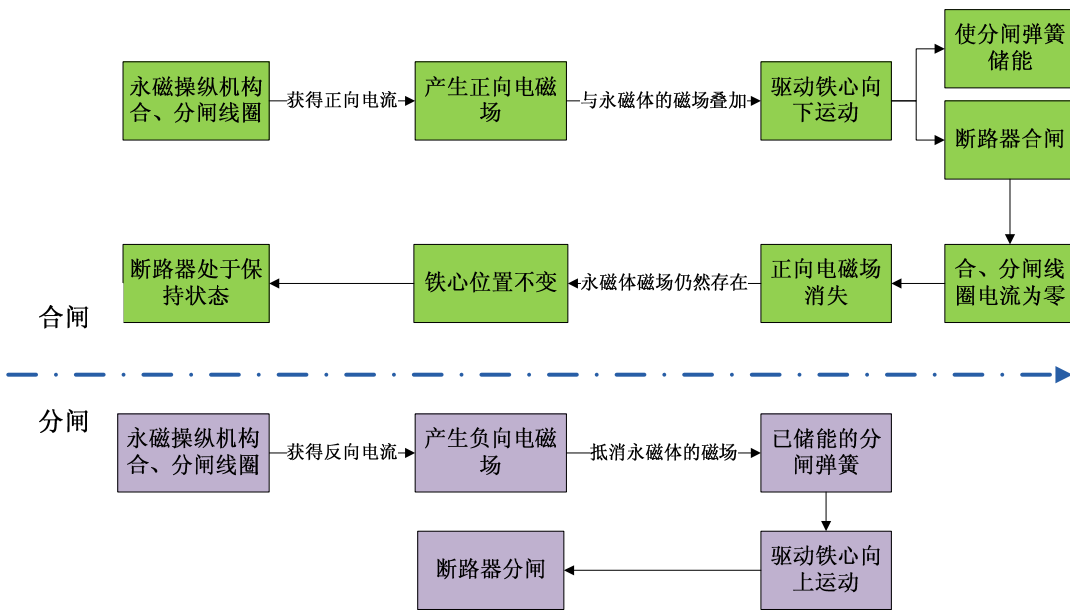 永磁操纵机构
合、分闸线圈
获得正向电流
产生正向电磁
场
与永磁体的磁场叠加
驱动铁心向
下运动
使分闸弹簧
储能
断路器合闸
合、分闸线
圈电流为零
正向电磁场
消失
永磁体磁场仍然存在
铁心位置不变
断路器处于保
持状态
合闸
分闸
永磁操纵机构
合、分闸线圈
获得反向电流
产生负向电磁
场
抵消永磁体的磁场
已储能的分
闸弹簧
驱动铁心向
上运动
断路器分闸